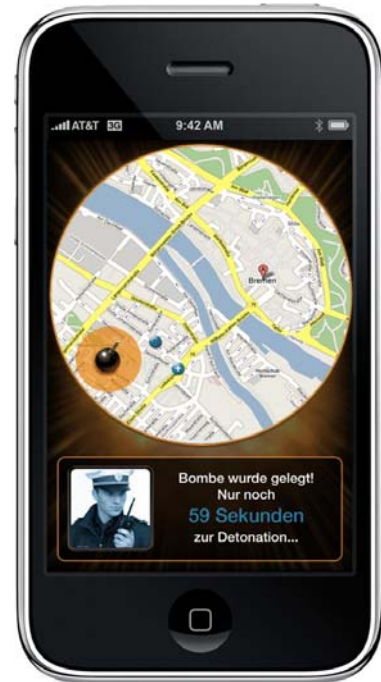 AT&T 3G 9:42 AM
Bremen
Bombe wurde gelegt!
Nur noch
59 Sekunden
zur Detonation...